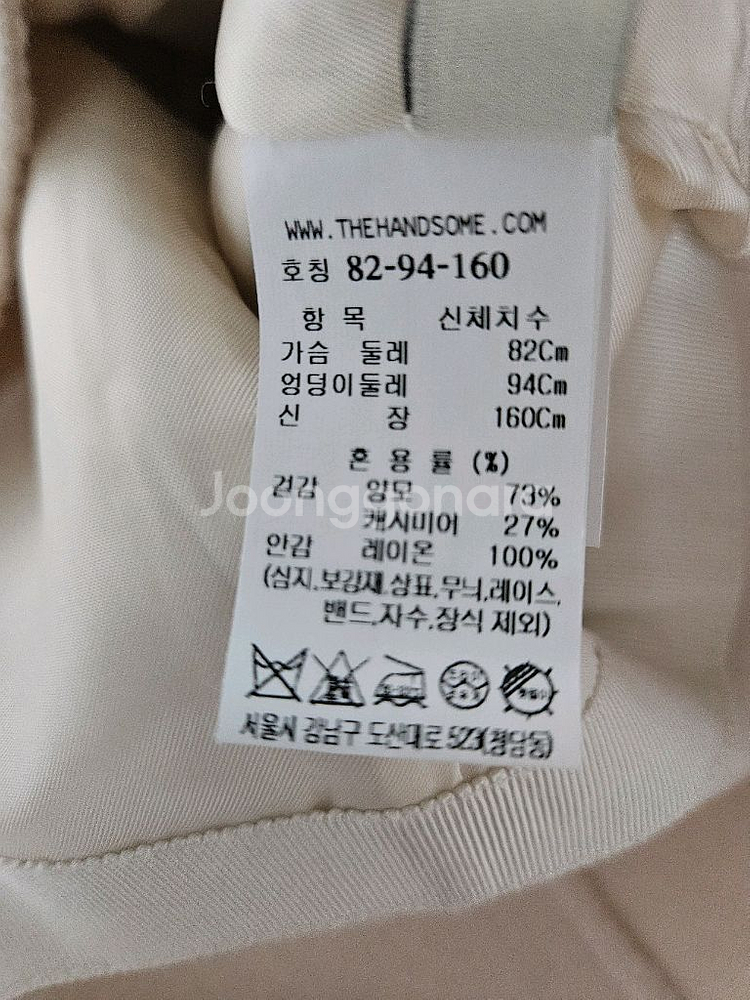 WWW.THEHANDSOME.COM
호칭 82-94-160
항 목 신체치수
가슴 둘레 82Cm
엉덩이둘레 94Cm
신 장 160Cm
혼 용 률 (%)
겉감 양모 73%
캐시미어 27%
안감 레이온 100%
(심지,보강재,상표,무늬,레이스,
밴드,자수,장식 제외)
서울시 강남구 도산대로 523(청담동)
Joonggonara